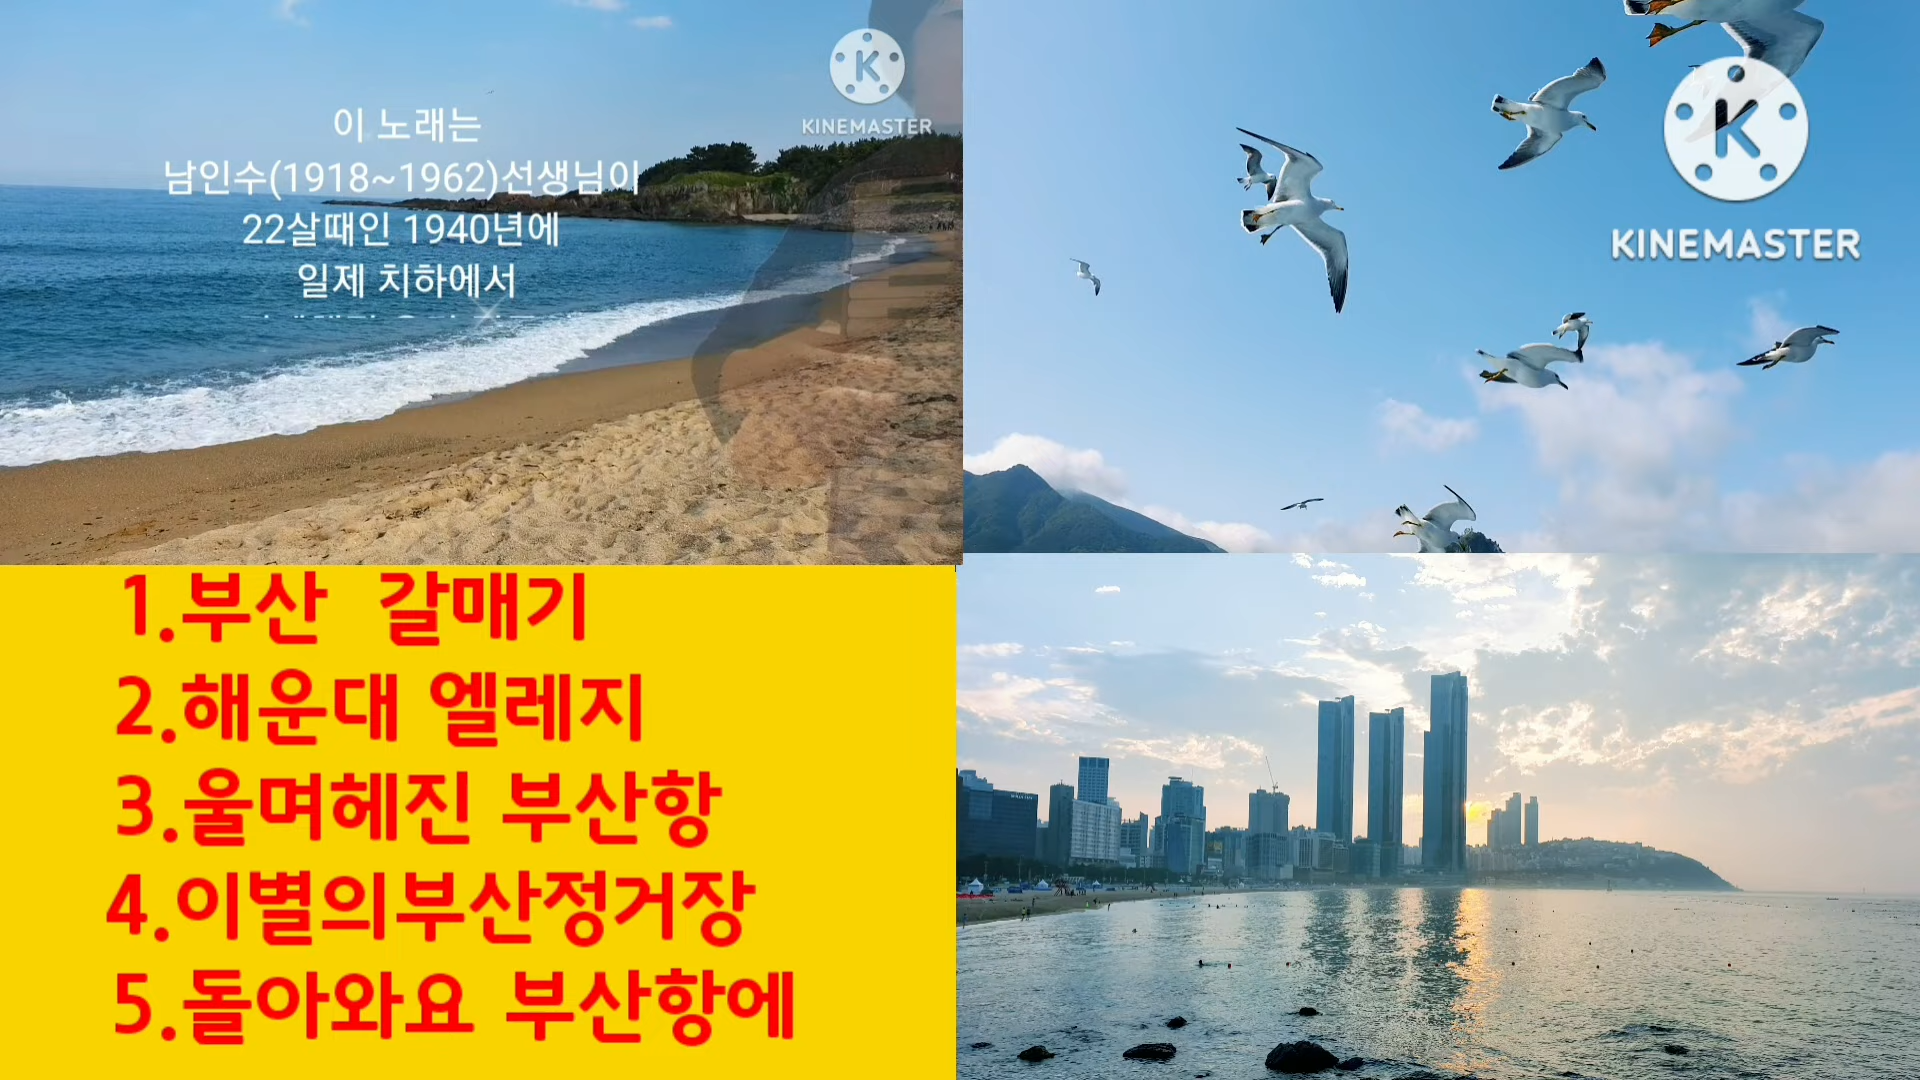 이 노래는
남인수(1918~1962)선생님이
22살때인 1940년에
일제 치하에서
KINEMASTER
KINEMASTER
1.부산 갈매기
2.해운대 엘레지
3.울며헤진 부산항
4.이별의부산정거장
5.돌아와요 부산항에